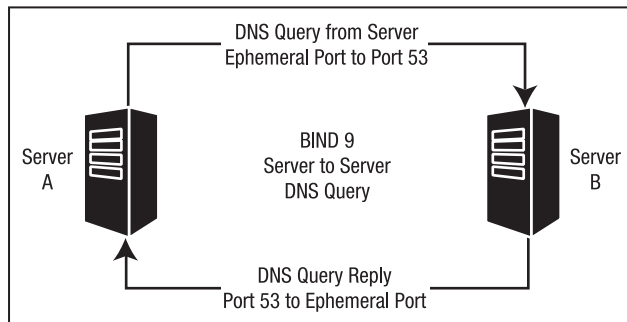 DNS Query from Server
Ephemeral Port to Port 53
Server
A
BIND 9
Server to Server
DNS Query
Server
B
DNS Query Reply
Port 53 to Ephemeral Port